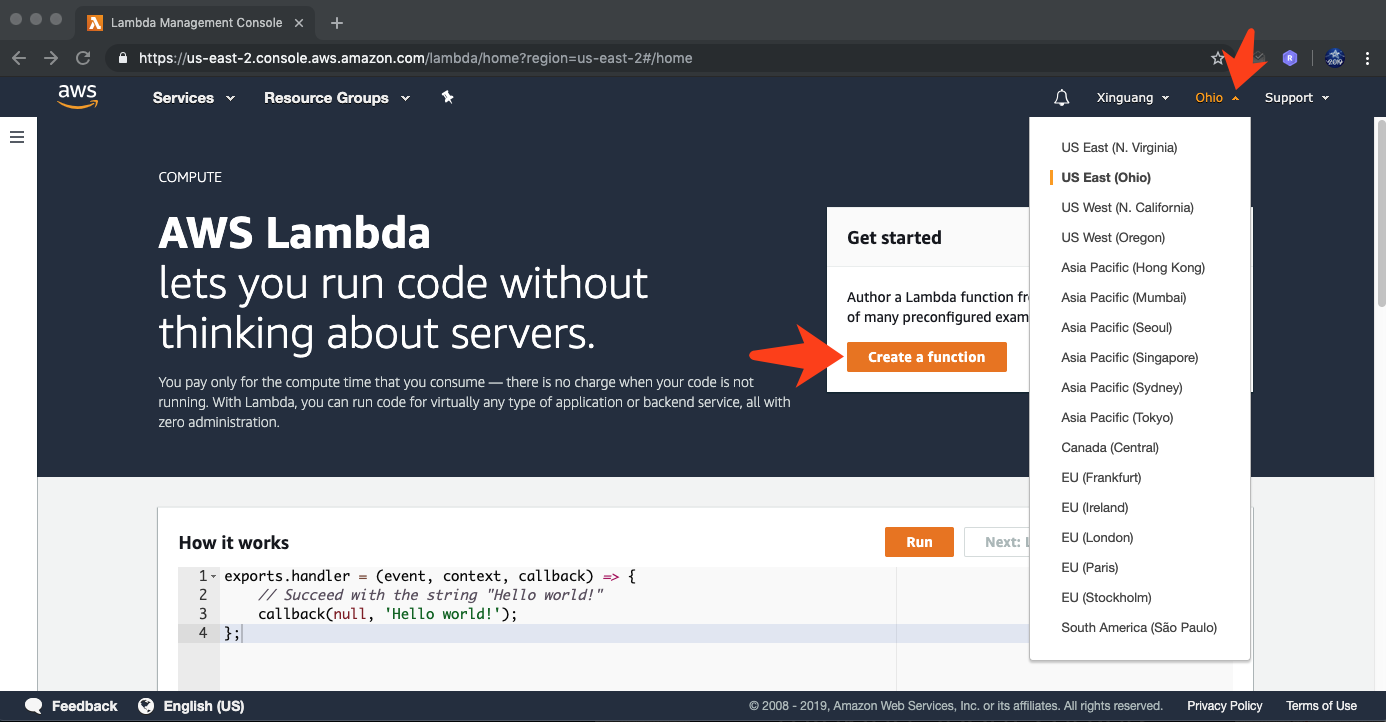 Lambda Management Console
https://us-east-2.console.aws.amazon.com/lambda/home?region=us-east-2#/home
R
2019
aws
Services
Resource Groups
Xinguang
Ohio
Support
US East (N. Virginia)
US East (Ohio)
US West (N. California)
US West (Oregon)
Asia Pacific (Hong Kong)
Asia Pacific (Mumbai)
Asia Pacific (Seoul)
Asia Pacific (Singapore)
Asia Pacific (Sydney)
Asia Pacific (Tokyo)
Canada (Central)
EU (Frankfurt)
EU (Ireland)
EU (London)
EU (Paris)
EU (Stockholm)
South America (São Paulo)
COMPUTE
AWS Lambda
lets you run code without
thinking about servers.
You pay only for the compute time that you consume — there is no charge when your code is not
running. With Lambda, you can run code for virtually any type of application or backend service, all with
zero administration.
Get started
Author a Lambda function
of many preconfigured
Create a function
How it works
Run
Next:
1 exports.handler = (event, context, callback) => {
2 // Succeed with the string "Hello world!"
3 callback(null, 'Hello world!');
4 };
Feedback
English (US)
© 2008 - 2019, Amazon Web Services, Inc. or its affiliates. All rights reserved.
Privacy Policy
Terms of Use